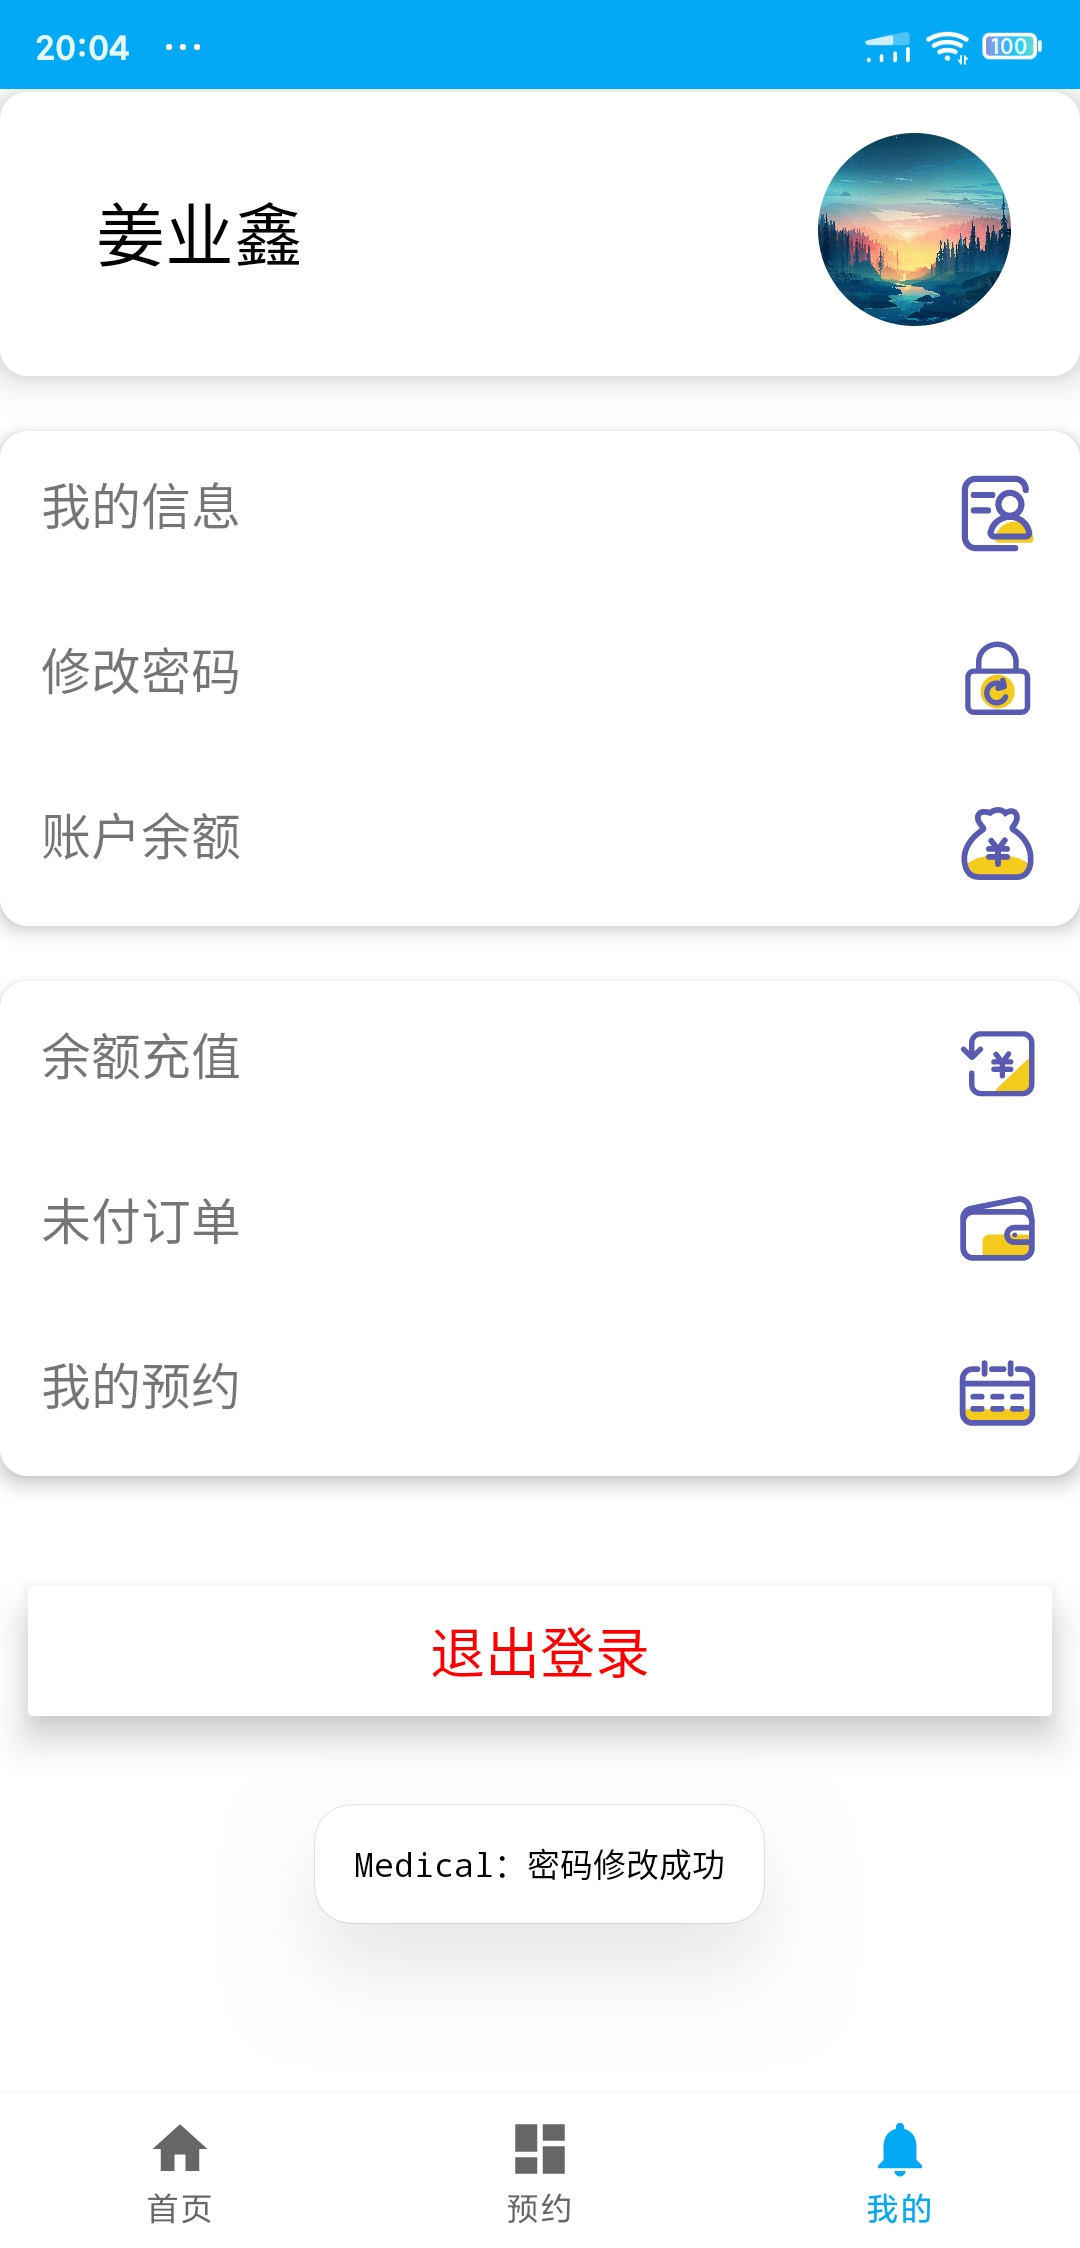 20:04 ...
100
姜业鑫
我的信息
修改密码
账户余额
余额充值
未付订单
我的预约
退出登录
Medical: 密码修改成功
首页
预约
我的